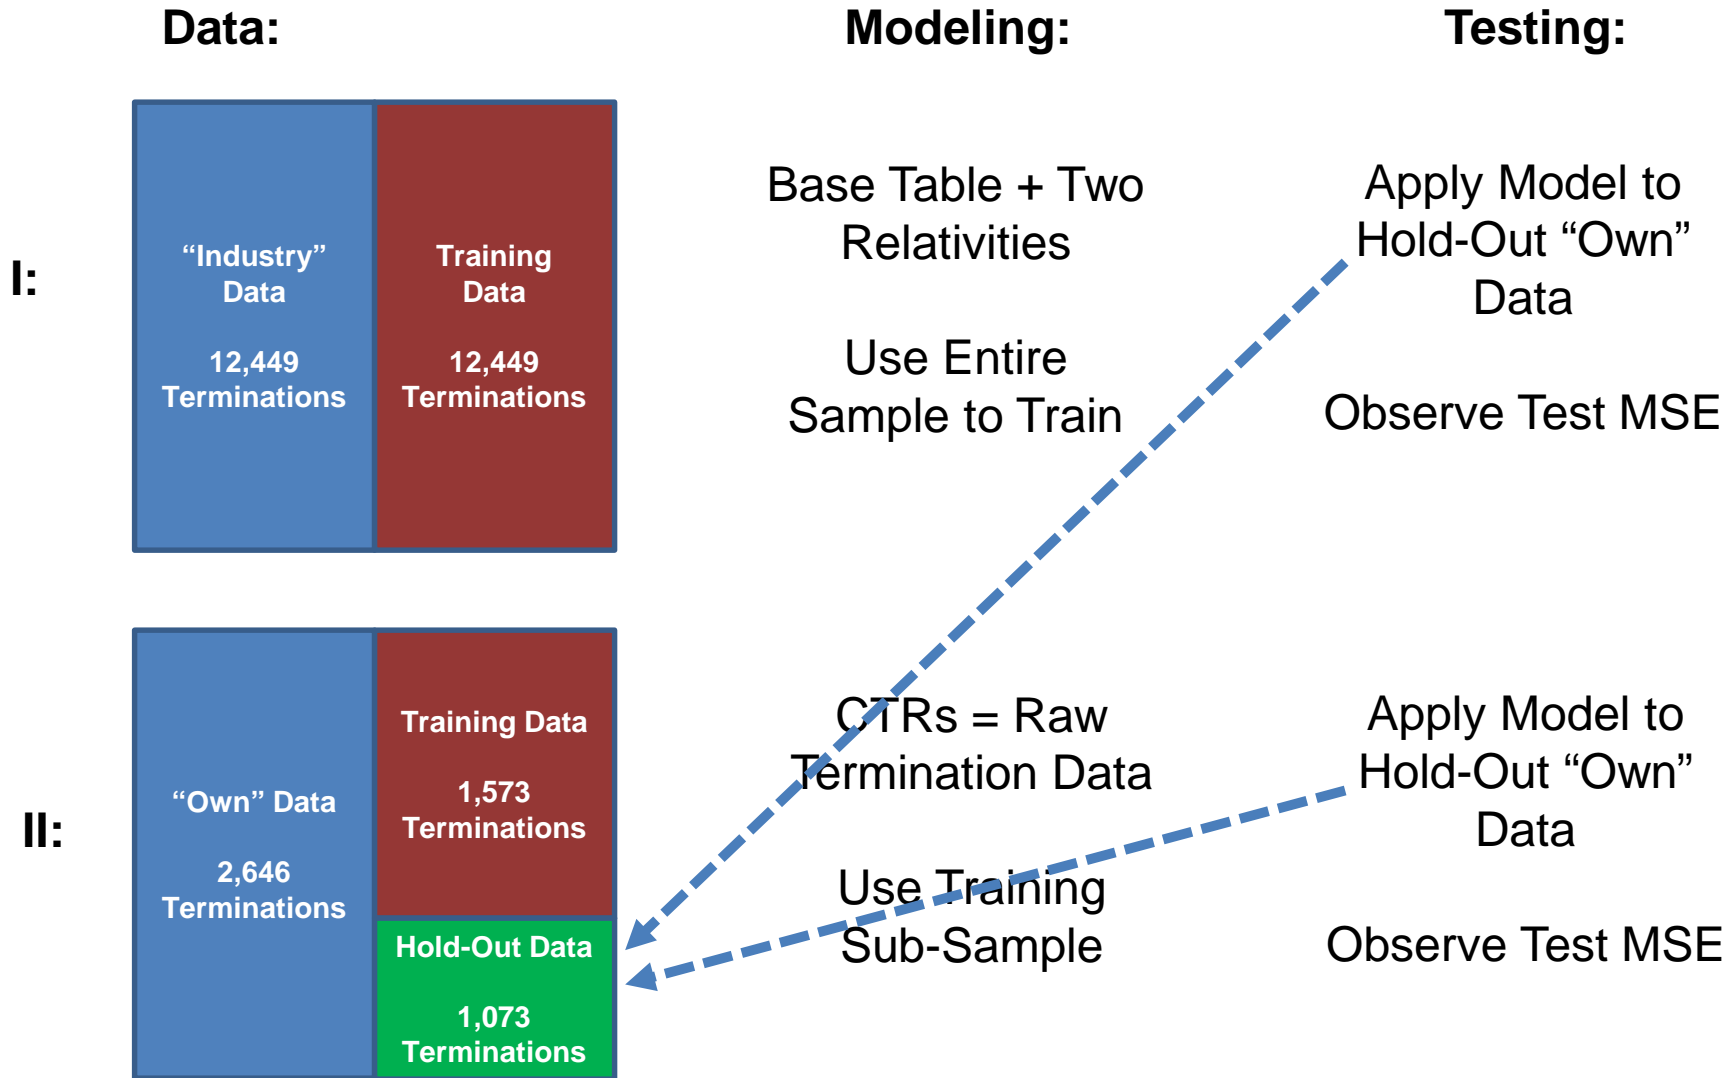 Data:
Modeling:
Testing:
I:
“Industry”
Data
12,449
Terminations
Training
Data
12,449
Terminations
Base Table + Two
Relativities
Use Entire
Sample to Train
Apply Model to
Hold-Out “Own”
Data
Observe Test MSE
II:
“Own” Data
2,646
Terminations
Training Data
1,573
Terminations
Hold-Out Data
1,073
Terminations
CTRs = Raw
Termination Data
Use Training
Sub-Sample
Apply Model to
Hold-Out “Own”
Data
Observe Test MSE